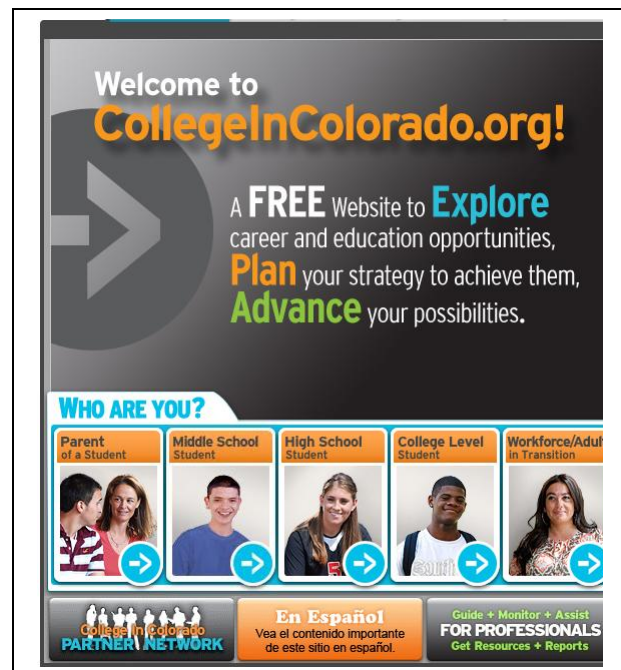 Welcome to
CollegeInColorado.org!
A FREE Website to Explore
career and education opportunities,
Plan your strategy to achieve them,
Advance your possibilities.
WHO ARE YOU?
Parent
of a Student
Middle School
Student
High School
Student
College Level
Student
Workforce/Adul
in Transition
College In Colorado
PARTNER NETWORK
En Español
Vea el contenido importante
de este sitio en español.
Guide + Monitor + Assist
FOR PROFESSIONALS
Get Resources + Reports